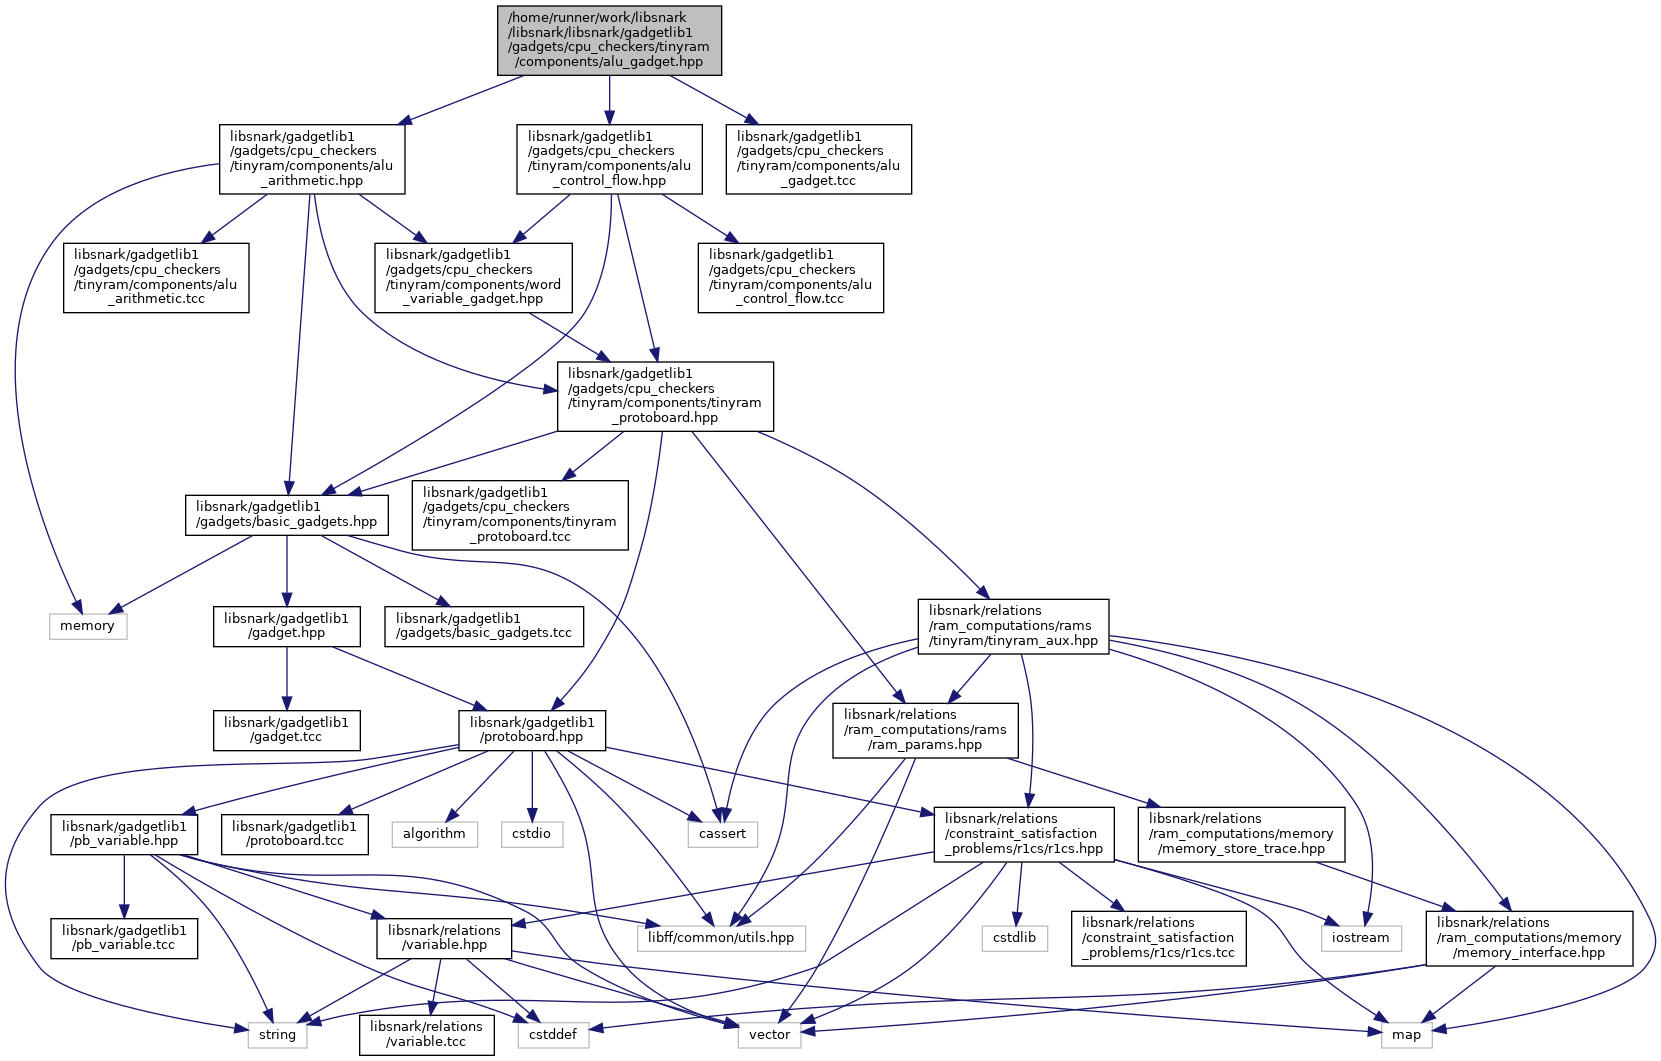 /home/runner/work/libsnark
/libsnark/libsnark/gadgetlib1
/gadgets/cpu_checkers/tinyram
/components/alu_gadget.hpp
libsnark/gadgetlib1
/gadgets/cpu_checkers
/tinyram/components/alu
_arithmetic.hpp
libsnark/gadgetlib1
/gadgets/cpu_checkers
/tinyram/components/alu
_control_flow.hpp
libsnark/gadgetlib1
/gadgets/cpu_checkers
/tinyram/components/alu
_gadget.tcc
libsnark/gadgetlib1
/gadgets/cpu_checkers
/tinyram/components/alu
_arithmetic.tcc
libsnark/gadgetlib1
/gadgets/cpu_checkers
/tinyram/components/word
_variable_gadget.hpp
libsnark/gadgetlib1
/gadgets/cpu_checkers
/tinyram/components/alu
_control_flow.tcc
libsnark/gadgetlib1
/gadgets/cpu_checkers
/tinyram/components/tinyram
_protoboard.hpp
libsnark/gadgetlib1
/gadgets/basic_gadgets.hpp
libsnark/gadgetlib1
/gadgets/cpu_checkers
/tinyram/components/tinyram
_protoboard.tcc
memory
libsnark/gadgetlib1
/gadget.hpp
libsnark/gadgetlib1
/gadgets/basic_gadgets.tcc
libsnark/relations
/ram_computations/rams
/tinyram/tinyram_aux.hpp
libsnark/gadgetlib1
/gadget.tcc
libsnark/gadgetlib1
/protoboard.hpp
libsnark/relations
/ram_computations/rams
/ram_params.hpp
libsnark/gadgetlib1
/pb_variable.hpp
libsnark/gadgetlib1
/protoboard.tcc
algorithm
cstdio
cassert
libsnark/relations
/constraint_satisfaction
_problems/r1cs/r1cs.hpp
libsnark/relations
/ram_computations/memory
/memory_store_trace.hpp
libsnark/gadgetlib1
/pb_variable.tcc
libsnark/relations
/variable.hpp
libff/common/utils.hpp
cstdlib
libsnark/relations
/constraint_satisfaction
_problems/r1cs/r1cs.tcc
iostream
libsnark/relations
/ram_computations/memory
/memory_interface.hpp
string
libsnark/relations
/variable.tcc
cstddef
vector
map